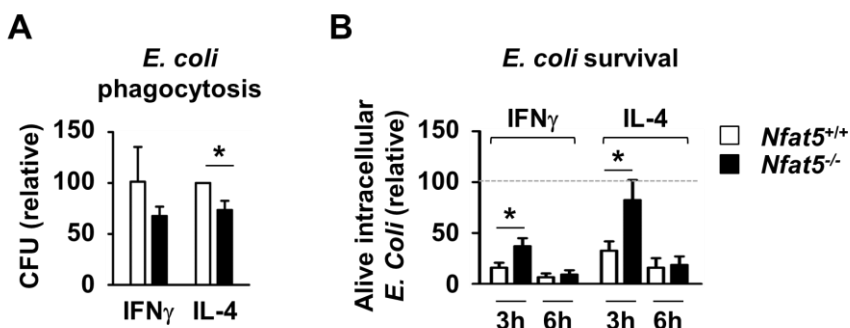 A
E. coli
phagocytosis
CFU (relative)
150
100
50
0
*
IFNγ IL-4
B
E. coli survival
Alive intracellular
E. Coli (relative)
150
100
50
0
IFNγ IL-4
* *
3h 6h 3h 6h
Nfat5+/+
Nfat5-/-